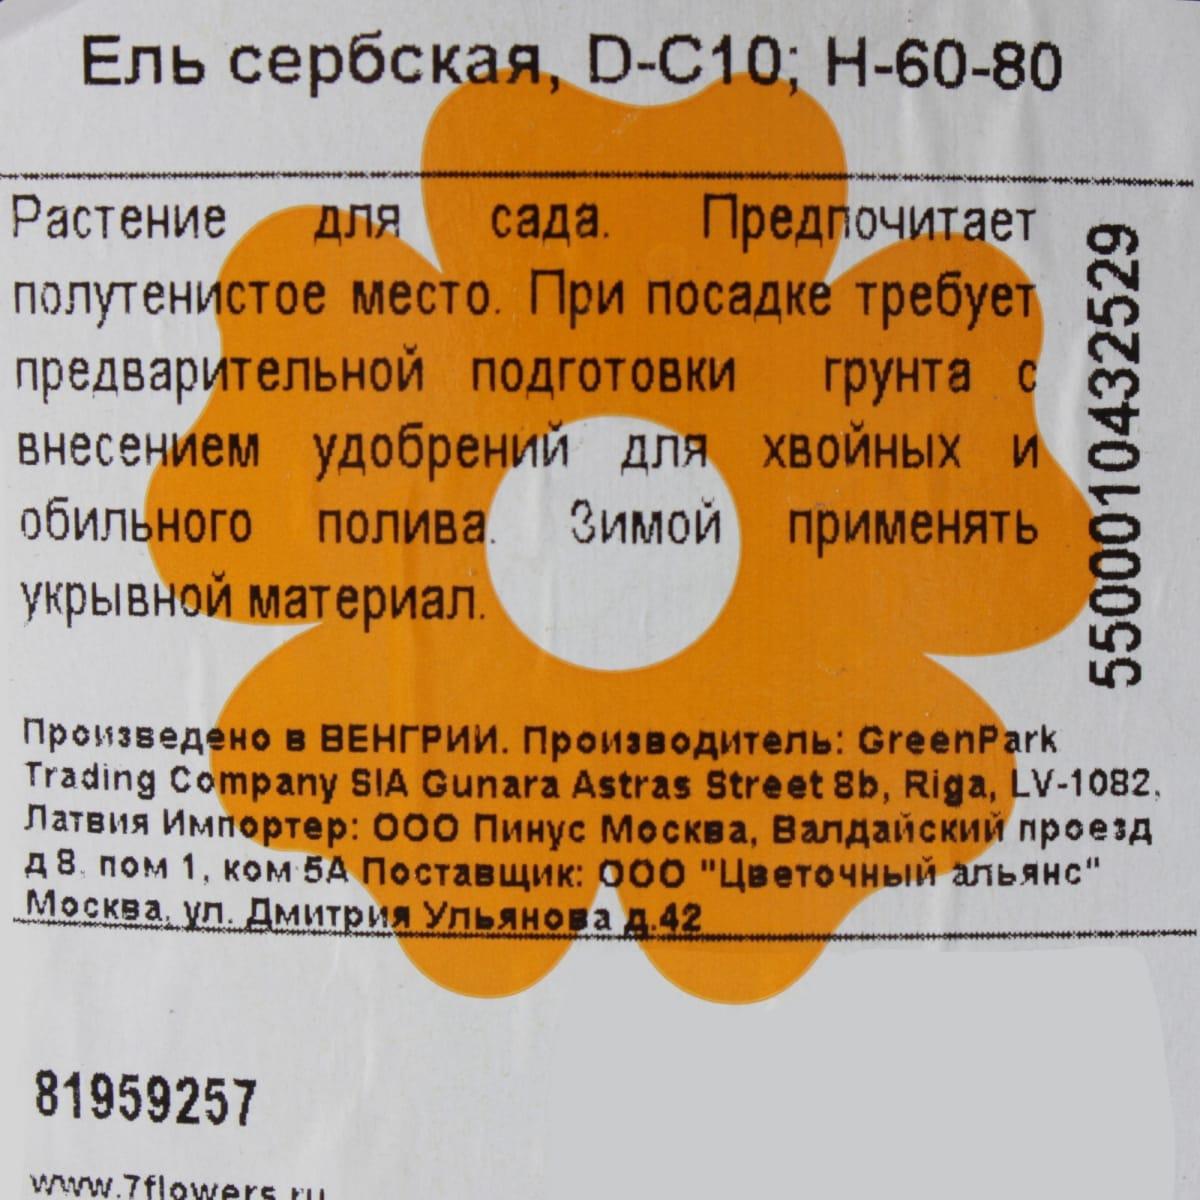 Ель сербская, D-C10; H-60-80
Растение для сада. Предпочитает
полутенистое место. При посадке требует
предварительной подготовки грунта с
внесением удобрений для хвойных и
обильного полива. Зимой применять
укрывной материал.
5500010432529
Произведено в ВЕНГРИИ. Производитель: GreenPark
Trading Company SIA Gunara Astras Street 8b, Riga, LV-1082,
Латвия Импортер: ООО Пинус Москва, Валдайский проезд
д 8, пом 1, ком 5А Поставщик: ООО "Цветочный альянс"
Москва, ул. Дмитрия Ульянова д.42
81959257
www.7flowers.ru